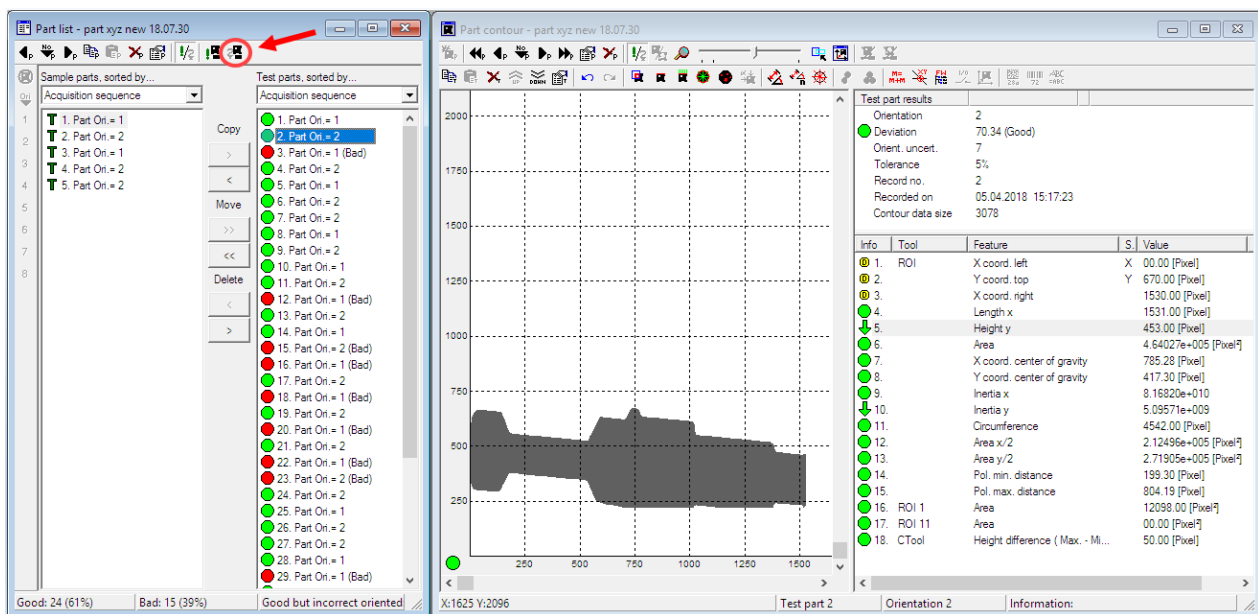 Part list - part xyz new 18.07.30
Sample parts, sorted by...
Test parts, sorted by...
Ori
Acquisition sequence
Acquisition sequence
1
2
3
4
5
6
7
8
T 1. Part Ori.= 1
T 2. Part Ori.= 2
T 3. Part Ori.= 1
T 4. Part Ori.= 2
T 5. Part Ori.= 2
Copy
>
<
Move
>>
<<
Delete
<
>
1. Part Ori.= 1
2. Part Ori.= 2
3. Part Ori.= 1 (Bad)
4. Part Ori.= 2
5. Part Ori.= 1
6. Part Ori.= 2
7. Part Ori.= 2
8. Part Ori.= 1
9. Part Ori.= 2
10. Part Ori.= 1
11. Part Ori.= 2
12. Part Ori.= 1 (Bad)
13. Part Ori.= 2
14. Part Ori.= 1
15. Part Ori.= 2 (Bad)
16. Part Ori.= 1 (Bad)
17. Part Ori.= 2
18. Part Ori.= 1 (Bad)
19. Part Ori.= 2
20. Part Ori.= 1 (Bad)
21. Part Ori.= 2
22. Part Ori.= 1 (Bad)
23. Part Ori.= 2 (Bad)
24. Part Ori.= 2
25. Part Ori.= 1
26. Part Ori.= 2
27. Part Ori.= 2
28. Part Ori.= 1
29. Part Ori.= 1 (Bad)
Good: 24 (61%) Bad: 15 (39%) Good but incorrect oriented
Part contour - part xyz new 18.07.30
2000
1750
1500
1250
1000
750
500
250
250 500 750 1000 1250 1500
Test part results
Orientation 2
Deviation 70.34 (Good)
Orient. uncert. 7
Tolerance 5%
Record no. 2
Recorded on 05.04.2018 15:17:23
Contour data size 3078
Info Tool Feature S. Value
D 1. ROI X coord. left X 00.00 [Pixel]
D 2. Y coord. top Y 670.00 [Pixel]
D 3. X coord. right 1530.00 [Pixel]
4. Length x 1531.00 [Pixel]
5. Height y 453.00 [Pixel]
6. Area 4.64027e+005 [Pixel²]
7. X coord. center of gravity 785.28 [Pixel]
8. Y coord. center of gravity 417.30 [Pixel]
9. Inertia x 8.16820e+010
10. Inertia y 5.09571e+009
11. Circumference 4542.00 [Pixel]
12. Area x/2 2.12496e+005 [Pixel²]
13. Area y/2 2.71905e+005 [Pixel²]
14. Pol. min. distance 199.30 [Pixel]
15. Pol. max. distance 804.19 [Pixel]
16. ROI 1 Area 12098.00 [Pixel²]
17. ROI 11 Area 00.00 [Pixel²]
18. CTool Height difference ( Max. - Mi... 50.00 [Pixel]
X:1625 Y:2096 Test part 2 Orientation 2 Information: